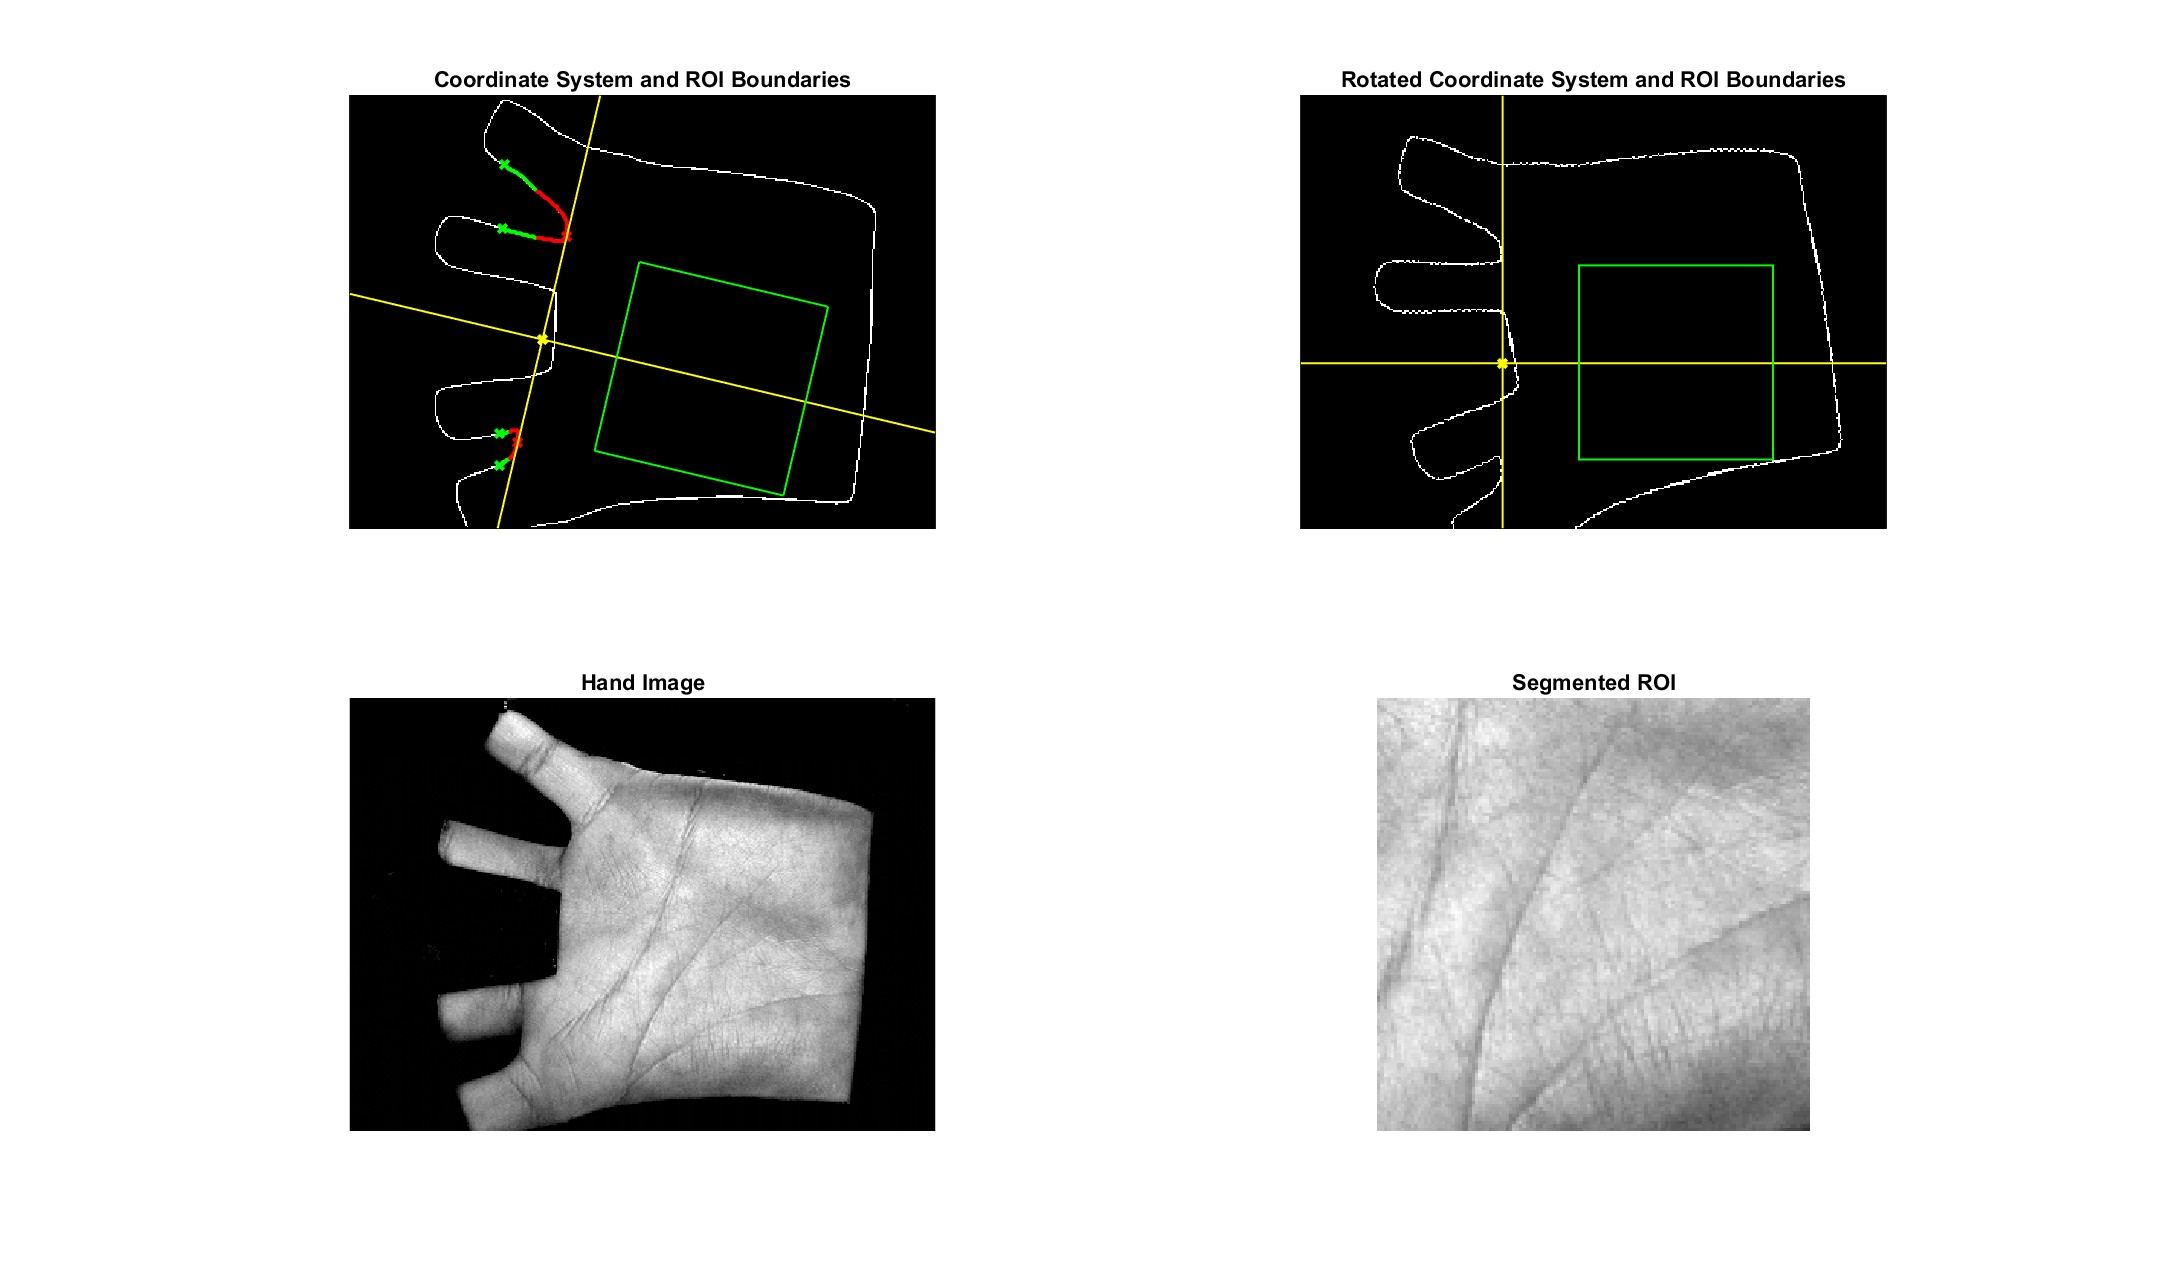 Coordinate System and ROI Boundaries
Rotated Coordinate System and ROI Boundaries
Hand Image
Segmented ROI